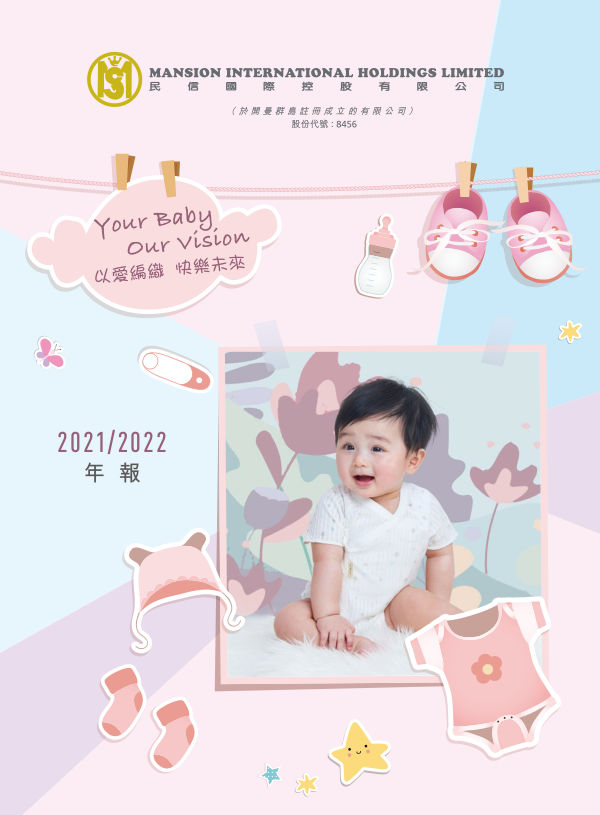 MANSION INTERNATIONAL HOLDINGS LIMITED
民信國際控股有限公司
（於開曼群島註冊成立的有限公司）
股份代號 : 8456
Your Baby
Our Vision
以愛編織 快樂未來
2021/2022
年報